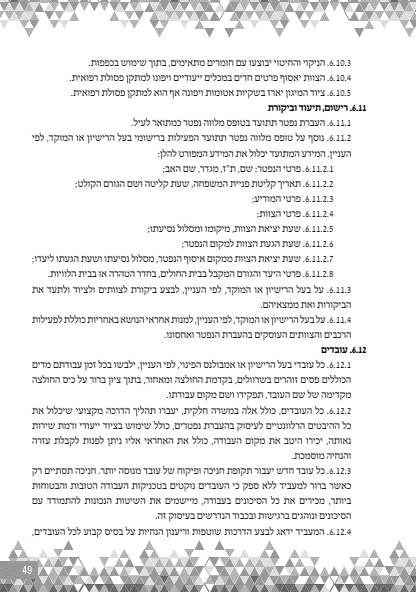 6.10.3. הניקוי והחיטוי יבוצעו עם חומרים מתאימים, בתוך שימוש בכפפות.
6.10.4. הצוות יאסוף פרטים חדים במכלים ייעודיים ויפונו למתקן פסולת רפואית.
6.10.5. ציוד המיגון יארז בשקיות אטומות ויפונה אף הוא למתקן פסולת רפואית.
6.11. רישום, תיעוד וביקורת
6.11.1. העברת נפטר תתועד בטופס מלווה נפטר כמתואר לעיל.
6.11.2. נוסף על טופס מלווה נפטר תתועד הפעילות ברישומי בעל הרישיון או המוקד, לפי
העניין. המידע המתועד יכלול את המידע המפורט להלן:
6.11.2.1. פרטי הנפטר: שם, ת"ז, מגדר, שם האב;
6.11.2.2. תאריך קליטת פניית המשפחה, שעת קליטה ושם הגורם הקולט;
6.11.2.3. פרטי המודיע;
6.11.2.4. פרטי הצוות;
6.11.2.5. שעת יציאת הצוות, מיקומו ומסלול נסיעתו;
6.11.2.6. שעת הגעת הצוות למקום הנפטר;
6.11.2.7. שעת יציאת הצוות ממקום איסוף הנפטר, מסלול נסיעתו ושעת הגעתו ליעדו;
6.11.2.8. פרטי היעד והגורם המקבל בבית החולים, בחדר הטהרה או בבית הלוויות.
6.11.3. על בעל הרישיון או המוקד, לפי העניין, לבצע ביקורת לצוותים ולציוד ולתעד את
הביקורות ואת ממצאיהם.
6.11.4. על בעל הרישיון או המוקד, לפי העניין, למנות אחראי הנושא באחריות כוללת לפעילות
הרכבים והצוותים העוסקים בהעברת הנפטר ואחסונו.
6.12. עובדים
6.12.1. כל עובדי בעל הרישיון או אמבולנס הפינוי, לפי העניין, ילבשו בכל זמן עבודתם מדים
הכוללים פסים זוהרים בשרוולים, בקדמת החולצה ומאחור, בתוך ציון ברור על כיס החולצה
מקדימה של שם העובד, תפקידו ושם מקום עבודתו.
6.12.2. כל העובדים, כולל אלה במשרה חלקית, יעברו תהליך הדרכה מקצועי שיכלול את
כל ההיבטים הרלוונטיים לעיסוק בהעברת נפטרים, כולל שימוש בציוד ייעודי ורמת שירות
נאותה, יכירו היטב את מקום העבודה, כולל את האחראי אליו ניתן לפנות לקבלת עזרה
והנחיה מוסמכת.
6.12.3. כל עובד חדש יעבור תקופת חניכה ופיקוח של עובד מנוסה יותר. חניכה תסתיים רק
כאשר ברור למעביד ללא ספק כי העובדים נוקטים בטכניקות העבודה הטובות והבטוחות
ביותר, מכירים את כל הסיכונים בעבודה, מיישמים את השיטות הנכונות להתמודד עם
הסיכונים ונוהגים ברגישות ובכבוד הנדרשים בעיסוק זה.
6.12.4. המעביד ידאג לבצע הדרכות שוטפות וריענון הנחיות על בסיס קבוע לכל העובדים,
49